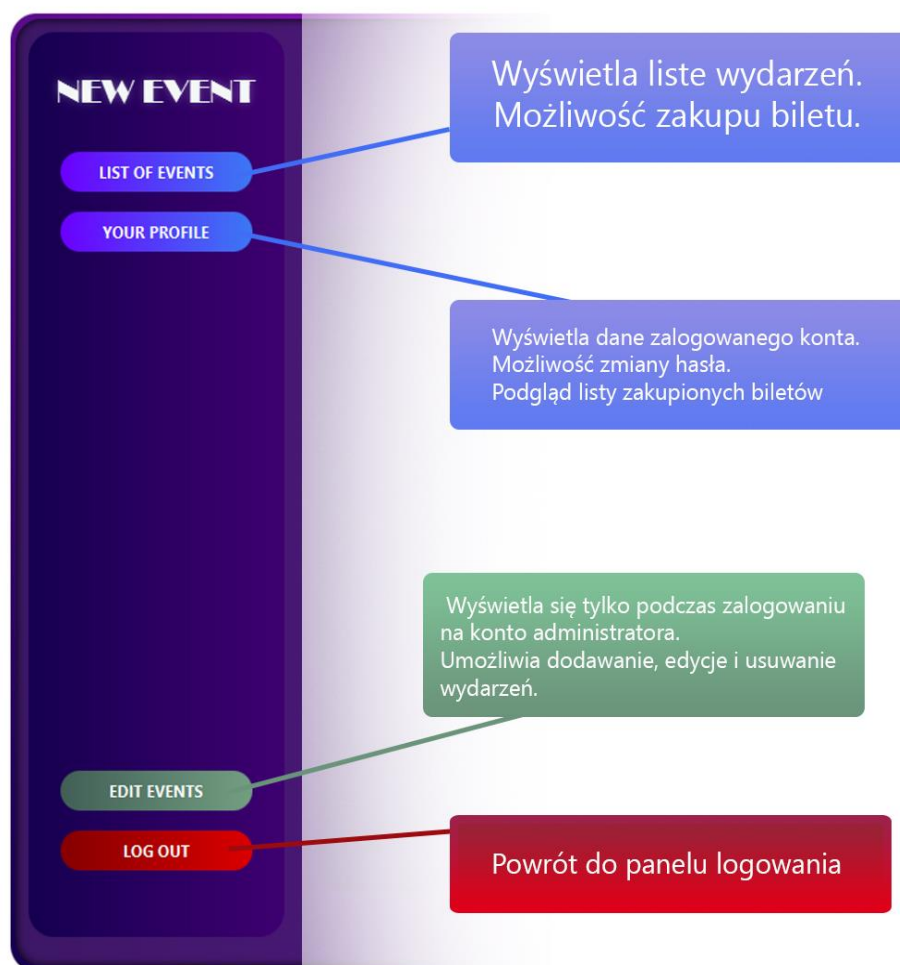 NEW EVENT
LIST OF EVENTS
YOUR PROFILE
EDIT EVENTS
LOG OUT
Wyświetla liste wydarzeń.
Możliwość zakupu biletu.
Wyświetla dane zalogowanego konta.
Możliwość zmiany hasła.
Podgląd listy zakupionych biletów
Wyświetla się tylko podczas zalogowaniu
na konto administratora.
Umożliwia dodawanie, edycje i usuwanie
wydarzeń.
Powrót do panelu logowania